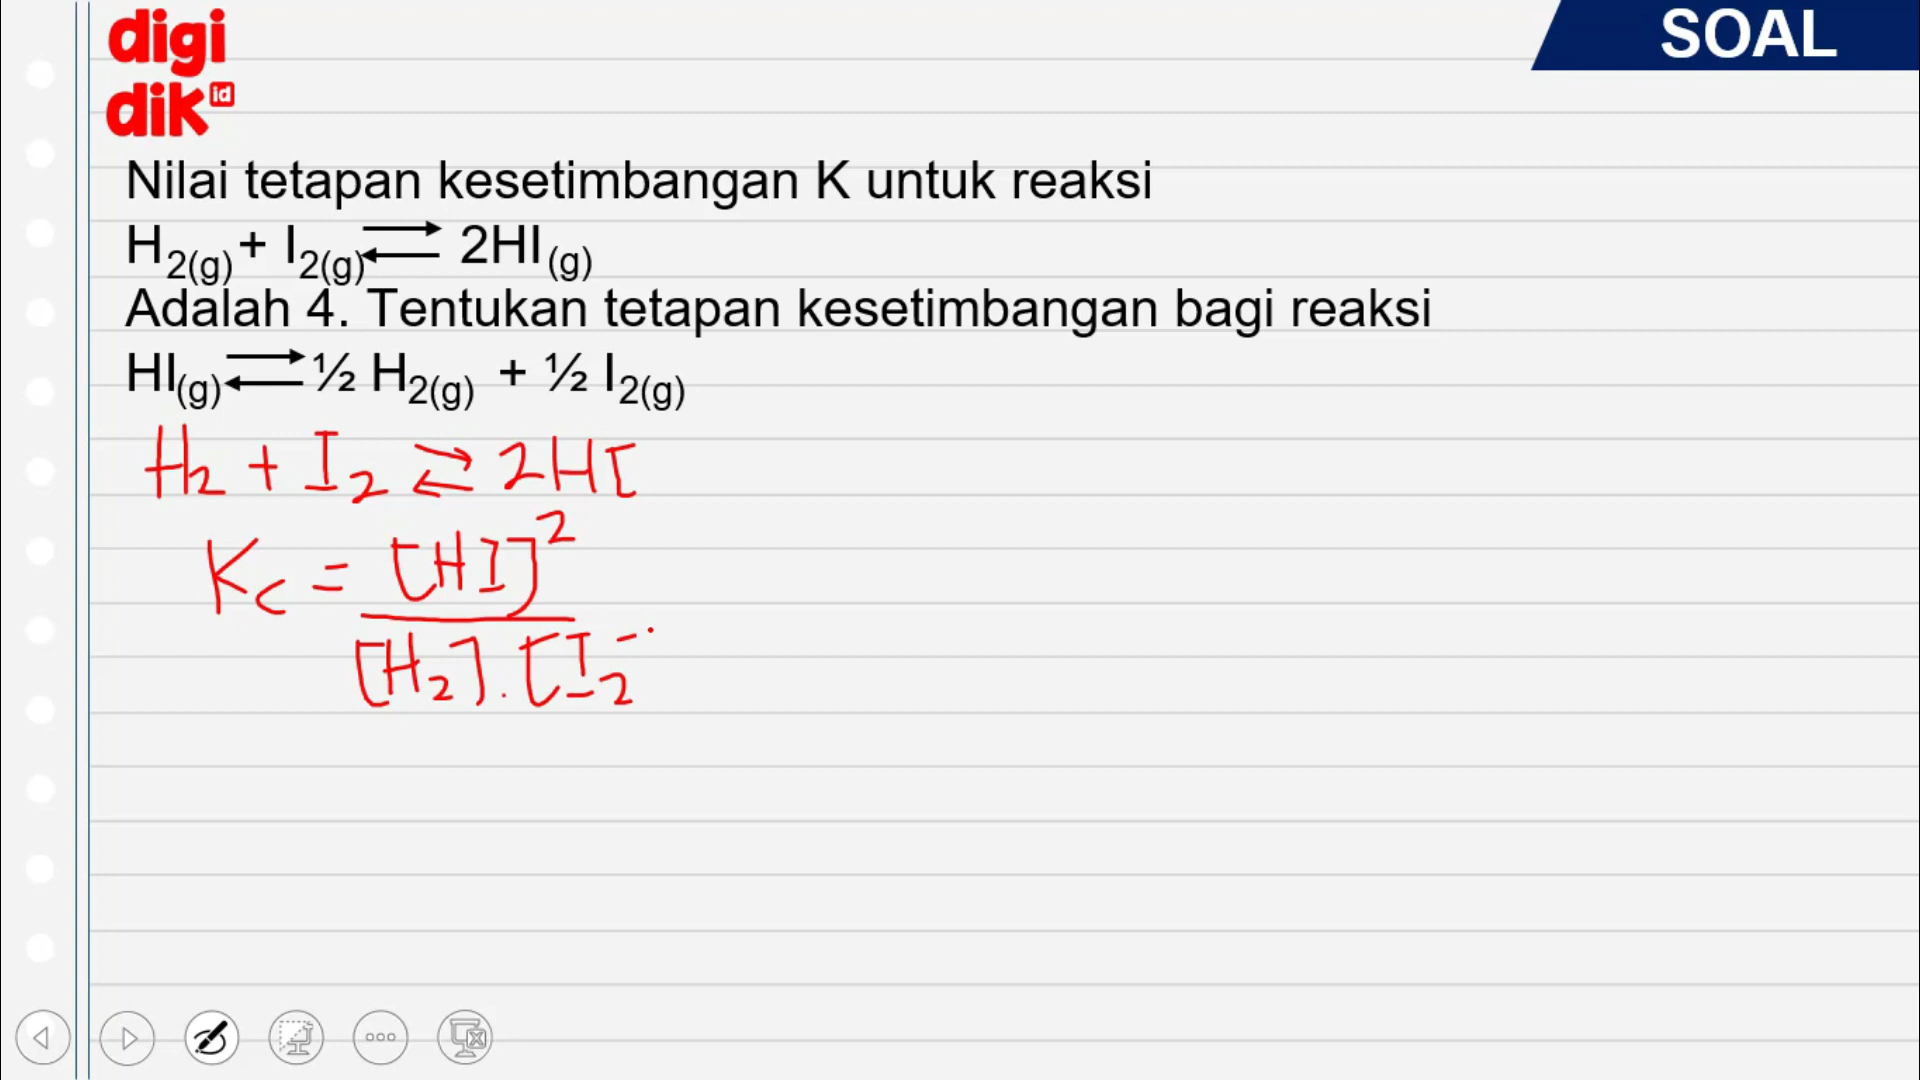 digi
dik id
SOAL
Nilai tetapan kesetimbangan K untuk reaksi
H₂(g) + I₂(g) ⇄ 2HI(g)
Adalah 4. Tentukan tetapan kesetimbangan bagi reaksi
HI(g) ⇄ ½ H₂(g) + ½ I₂(g)
H₂ + I₂ ⇄ 2HI
Kc = [HI]²
[H₂] . [I₂